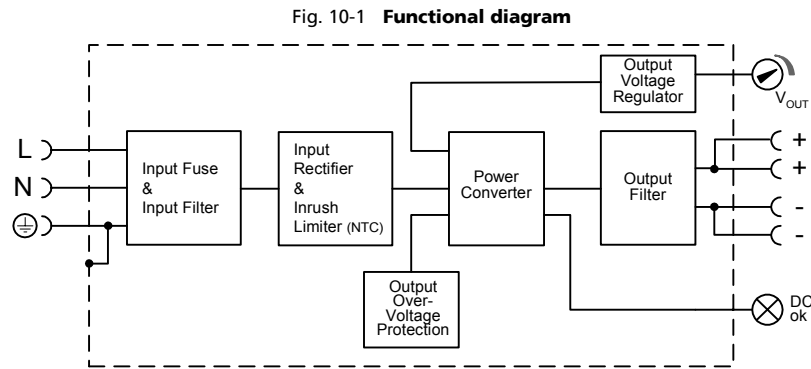 Fig. 10-1 Functional diagram
Output
Voltage
Regulator
V OUT
L
N
Input Fuse
&
Input Filter
Input
Rectifier
&
Inrush
Limiter (NTC)
Power
Converter
Output
Filter
+
+
-
-
Output
Over-
Voltage
Protection
DC
ok